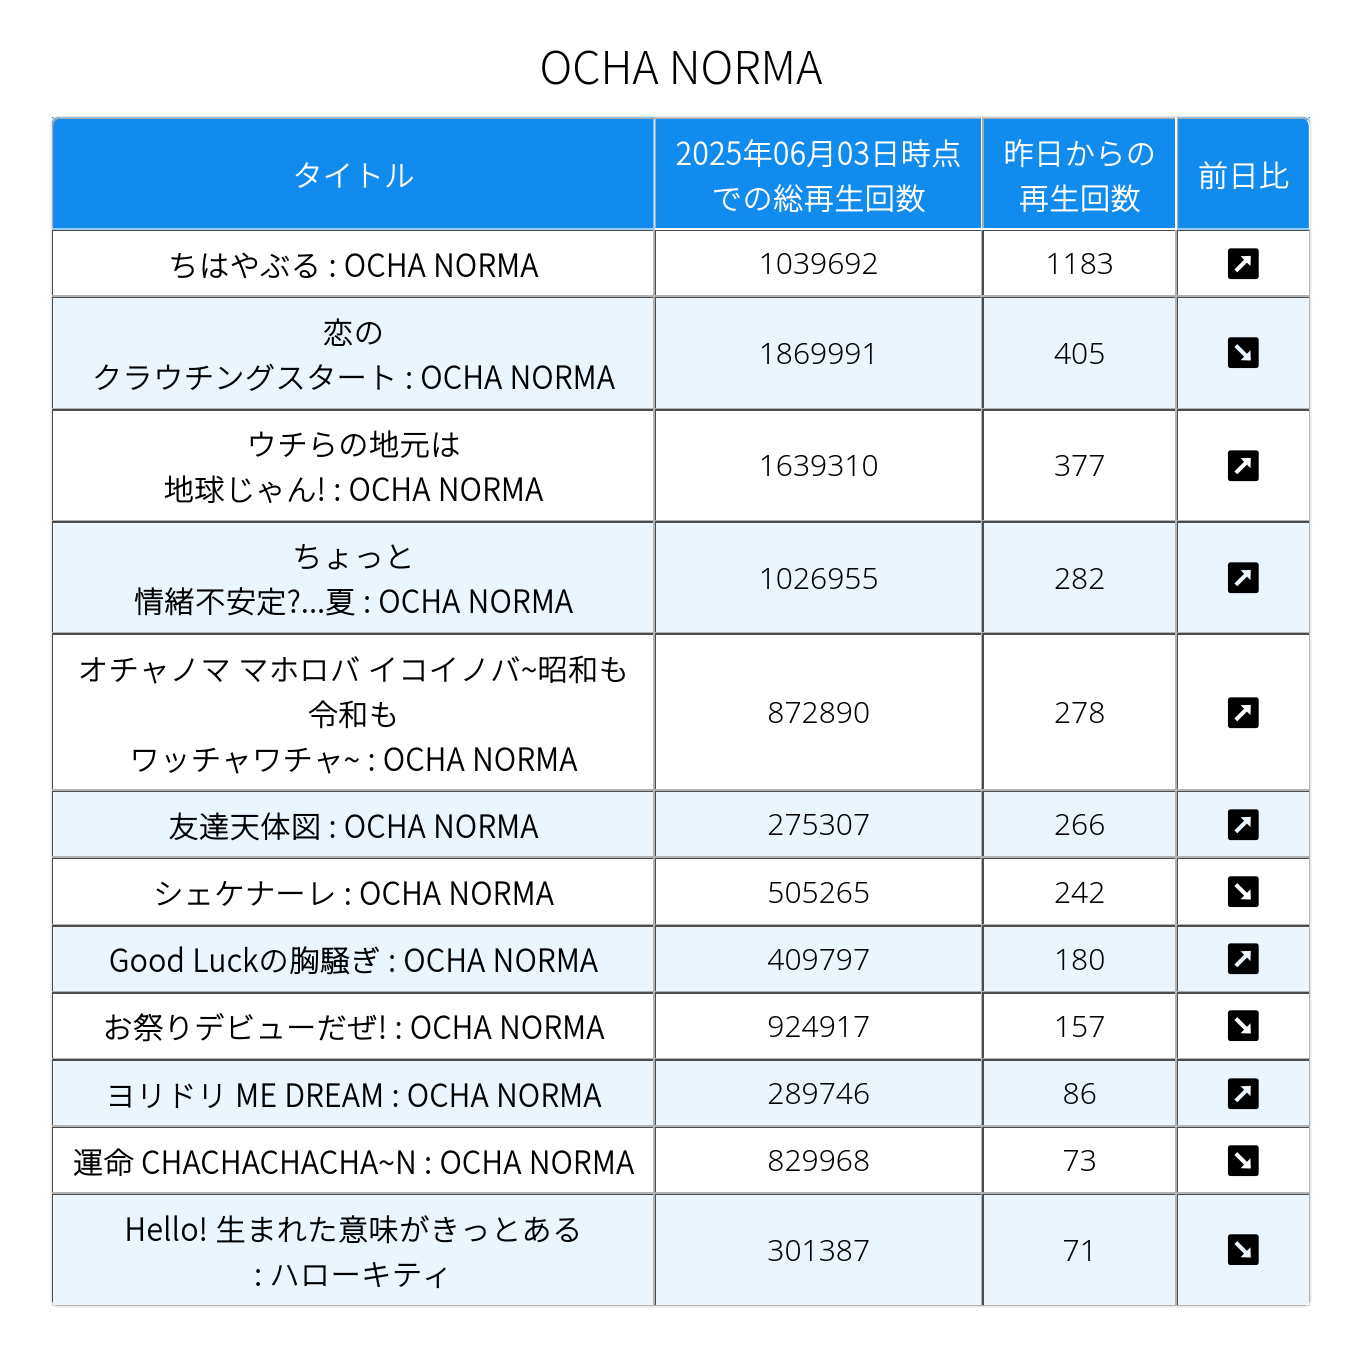 OCHA NORMA
タイトル
2025年06月03日時点
での総再生回数
昨日からの
再生回数
前日比
ちはやぶる : OCHA NORMA
1039692
1183
恋の
クラウチングスタート : OCHA NORMA
1869991
405
ウチらの地元は
地球じゃん! : OCHA NORMA
1639310
377
ちょっと
情緒不安定?...夏 : OCHA NORMA
1026955
282
オチャノマ マホロバ イコイノバ~昭和も
令和も
ワッチャワチャ~ : OCHA NORMA
872890
278
友達天体図 : OCHA NORMA
275307
266
シェケナーレ : OCHA NORMA
505265
242
Good Luckの胸騒ぎ : OCHA NORMA
409797
180
お祭りデビューだぜ! : OCHA NORMA
924917
157
ヨリドリ ME DREAM : OCHA NORMA
289746
86
運命 CHACHACHACHA~N : OCHA NORMA
829968
73
Hello! 生まれた意味がきっとある
: ハローキティ
301387
71